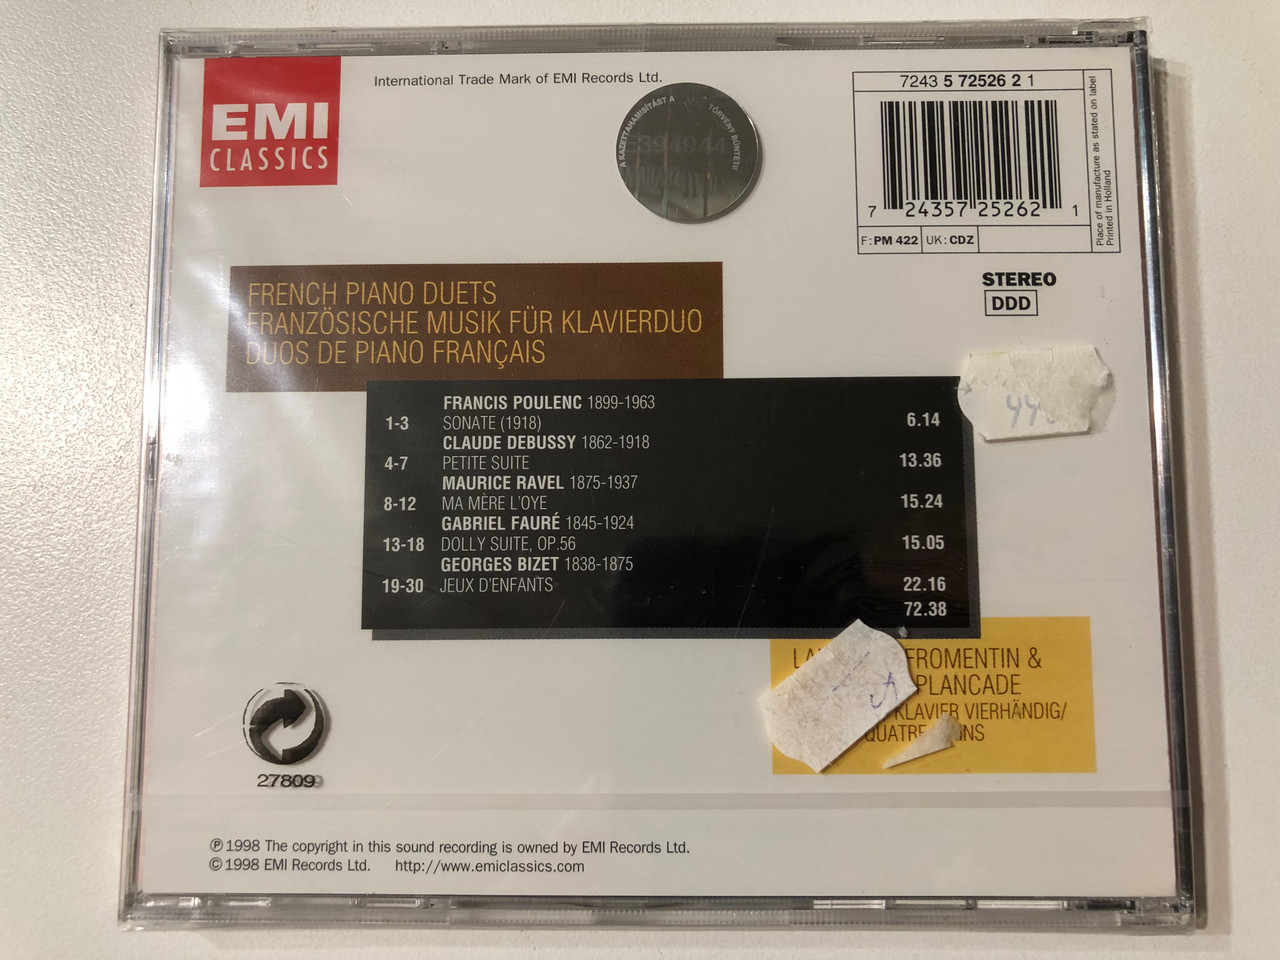 EMI
CLASSICS
International Trade Mark of EMI Records Ltd.
A KAZETTAHAMISÍTÁST A TÖRVÉNY BÜNTETI!
7243 5 72526 2 1
7 24357 25262 1
F: PM 422 UK: CDZ
Place of manufacture as stated on label
Printed in Holland
STEREO
DDD
FRENCH PIANO DUETS
FRANZÖSISCHE MUSIK FÜR KLAVIERDUO
DUOS DE PIANO FRANÇAIS
FRANCIS POULENC 1899-1963
1-3 SONATE (1918) 6.14
CLAUDE DEBUSSY 1862-1918
4-7 PETITE SUITE 13.36
MAURICE RAVEL 1875-1937
8-12 MA MÈRE L'OYE 15.24
GABRIEL FAURÉ 1845-1924
13-18 DOLLY SUITE, OP.56 15.05
GEORGES BIZET 1838-1875
19-30 JEUX D'ENFANTS 22.16
72.38
FROMENTIN &
PLANCADE
KLAVIER VIERHÄNDIG/
QUATRE
27809
℗ 1998 The copyright in this sound recording is owned by EMI Records Ltd.
© 1998 EMI Records Ltd. http://www.emiclassics.com